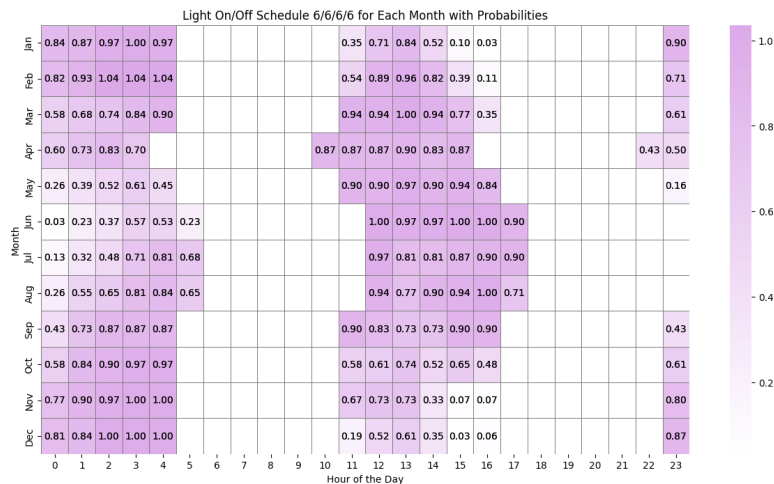 Light On/Off Schedule 6/6/6/6 for Each Month with Probabilities
Jan 0.84 0.87 0.97 1.00 0.97 0.35 0.71 0.84 0.52 0.10 0.03 0.90
Feb 0.82 0.93 1.04 1.04 1.04 0.54 0.89 0.96 0.82 0.39 0.11 0.71
Mar 0.58 0.68 0.74 0.84 0.90 0.94 0.94 1.00 0.94 0.77 0.35 0.61
Apr 0.60 0.73 0.83 0.70 0.87 0.87 0.87 0.90 0.83 0.87 0.43 0.50
May 0.26 0.39 0.52 0.61 0.45 0.90 0.90 0.97 0.90 0.94 0.84 0.16
Jun 0.03 0.23 0.37 0.57 0.53 0.23 1.00 0.97 0.97 1.00 1.00 0.90
Jul 0.13 0.32 0.48 0.71 0.81 0.68 0.97 0.81 0.81 0.87 0.90 0.90
Aug 0.26 0.55 0.65 0.81 0.84 0.65 0.94 0.77 0.90 0.94 1.00 0.71
Sep 0.43 0.73 0.87 0.87 0.87 0.90 0.83 0.73 0.73 0.90 0.90 0.43
Oct 0.58 0.84 0.90 0.97 0.97 0.58 0.61 0.74 0.52 0.65 0.48 0.61
Nov 0.77 0.90 0.97 1.00 1.00 0.67 0.73 0.73 0.33 0.07 0.07 0.80
Dec 0.81 0.84 1.00 1.00 1.00 0.19 0.52 0.61 0.35 0.03 0.06 0.87
0 1 2 3 4 5 6 7 8 9 10 11 12 13 14 15 16 17 18 19 20 21 22 23
Hour of the Day
Month
1.0
0.8
0.6
0.4
0.2